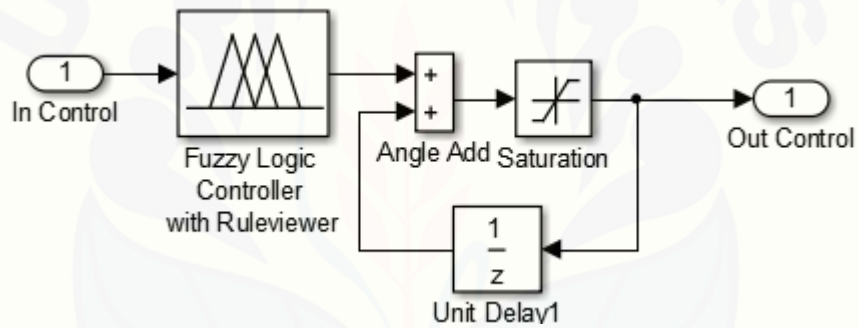 1
In Control
Fuzzy Logic
Controller
with Ruleviewer
+
+
Angle Add
Saturation
1
Out Control
1
z
Unit Delay1